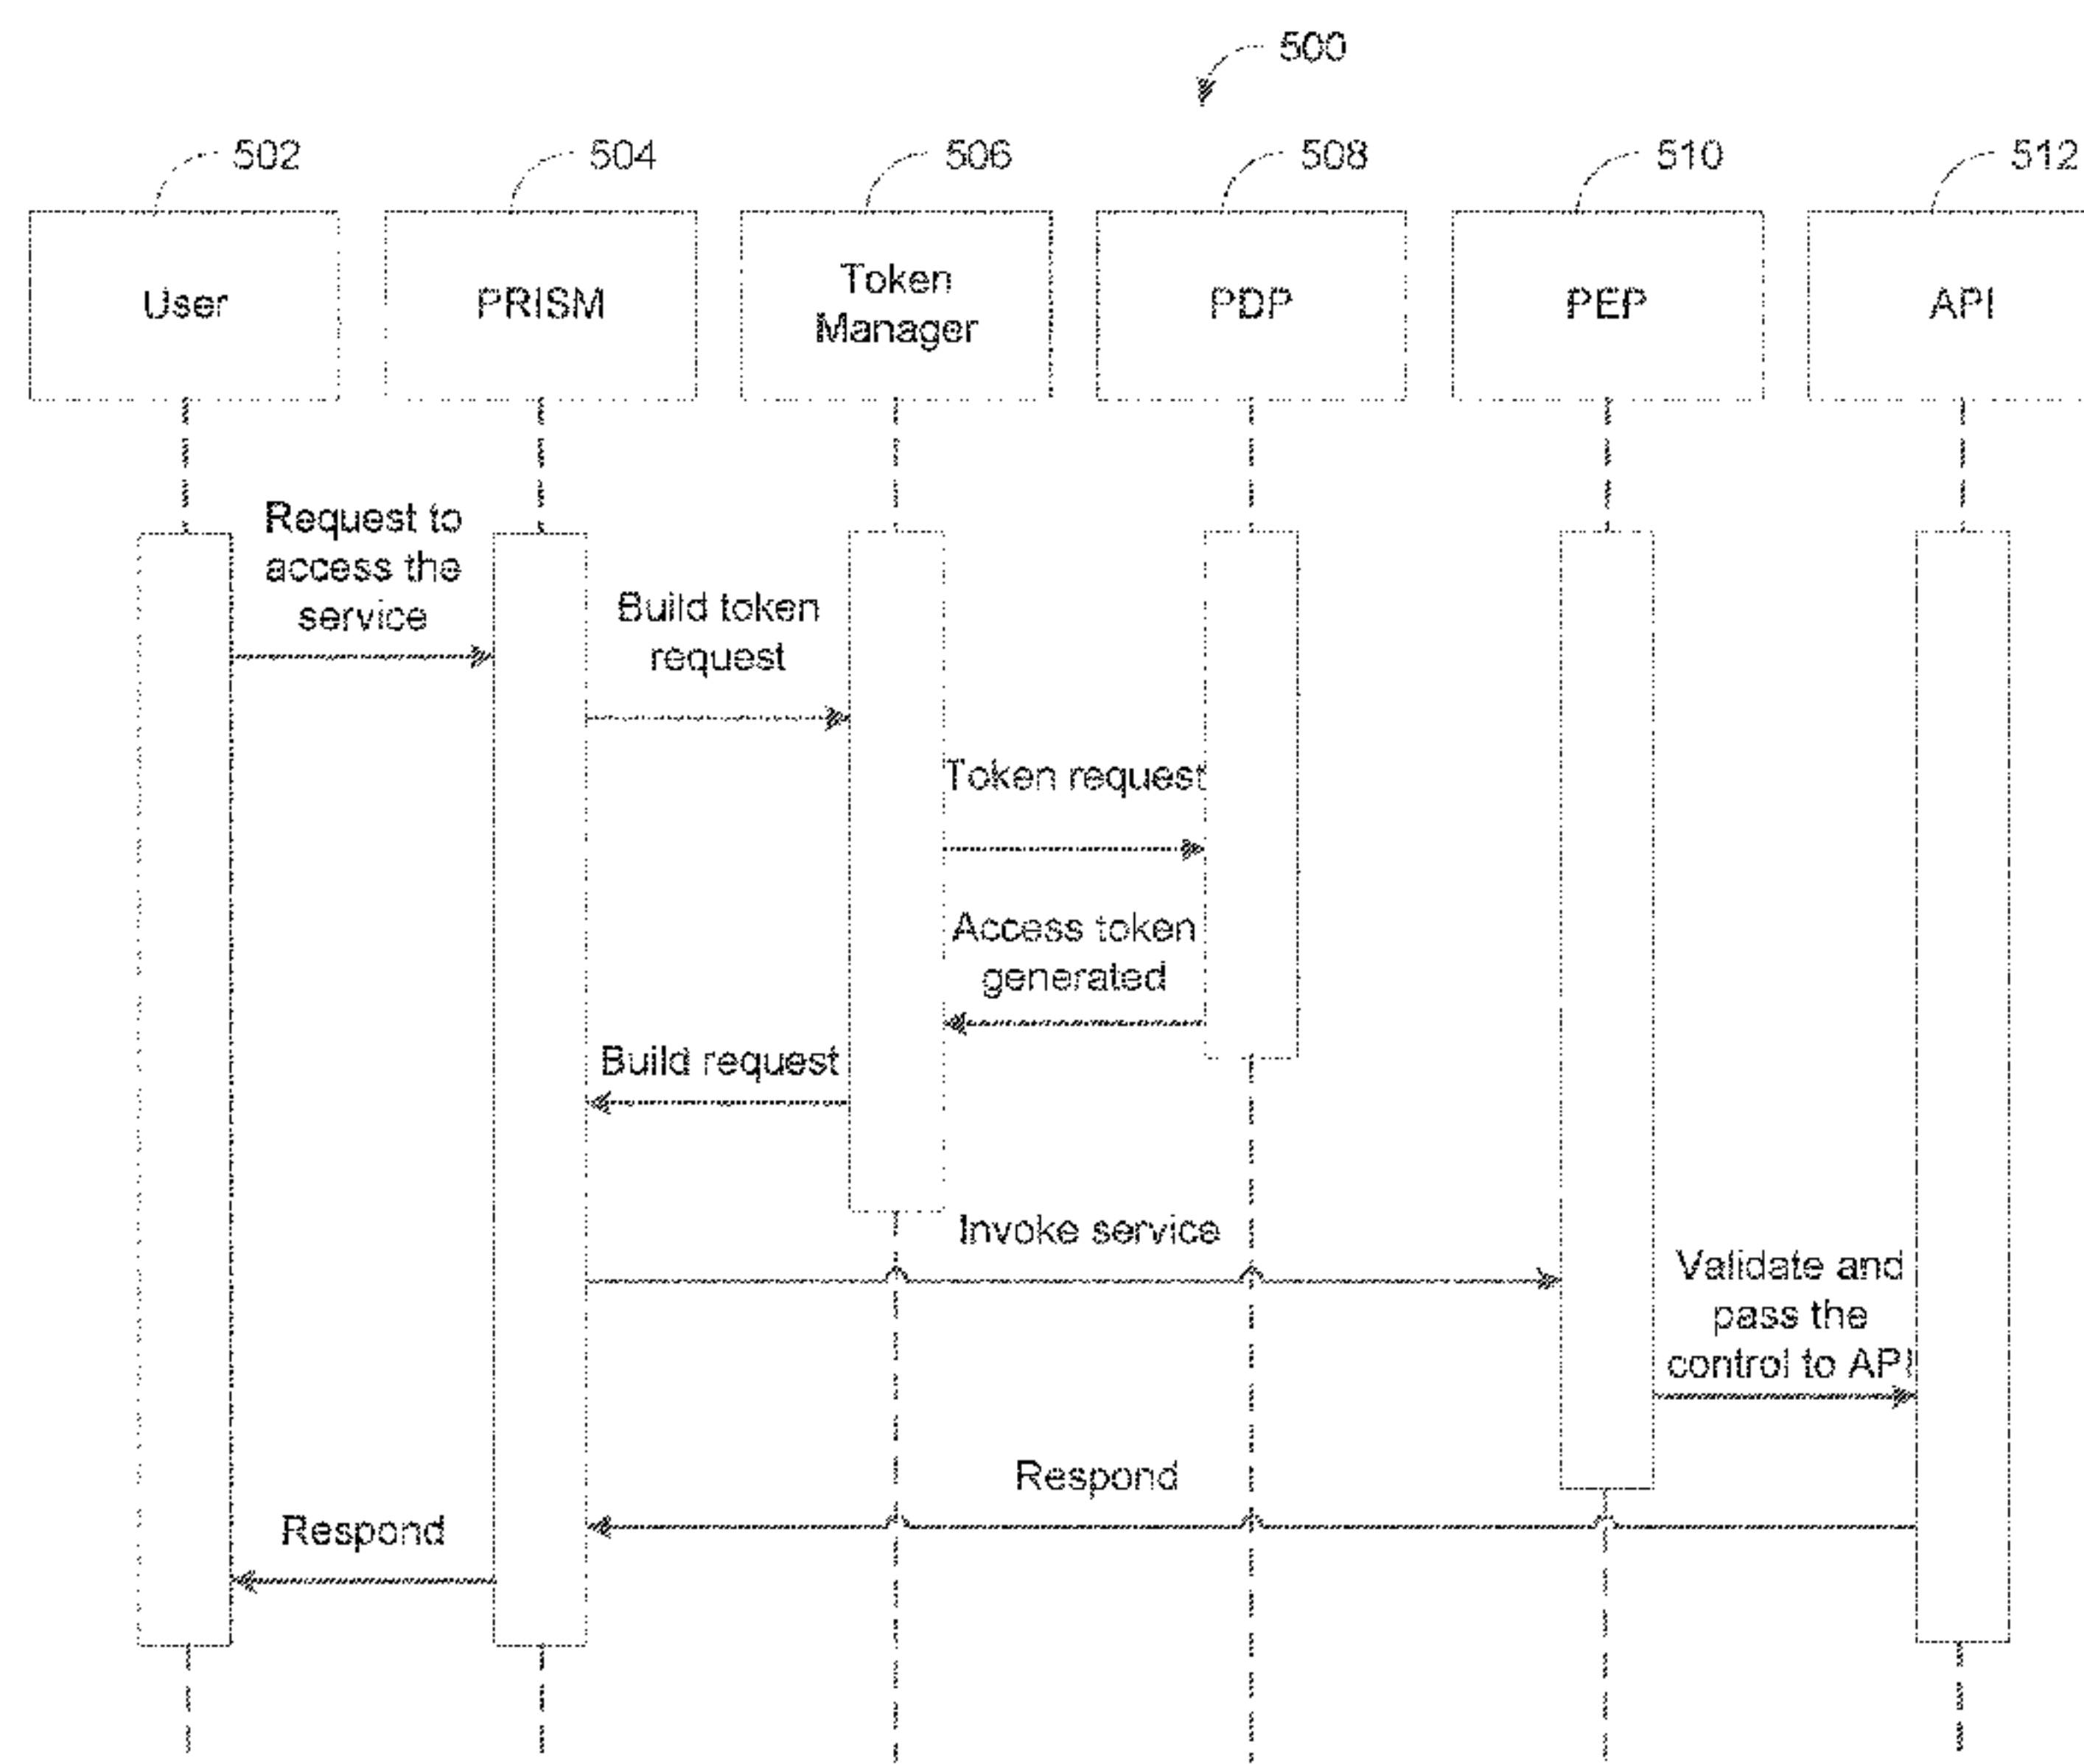 500
502
504
506
508
510
512
User
PRISM
Token
Manager
PDP
PEP
API
Request to
access the
service
Build token
request
Token request
Access token
generated
Build request
Invoke service
Validate and
pass the
control to API
Respond
Respond